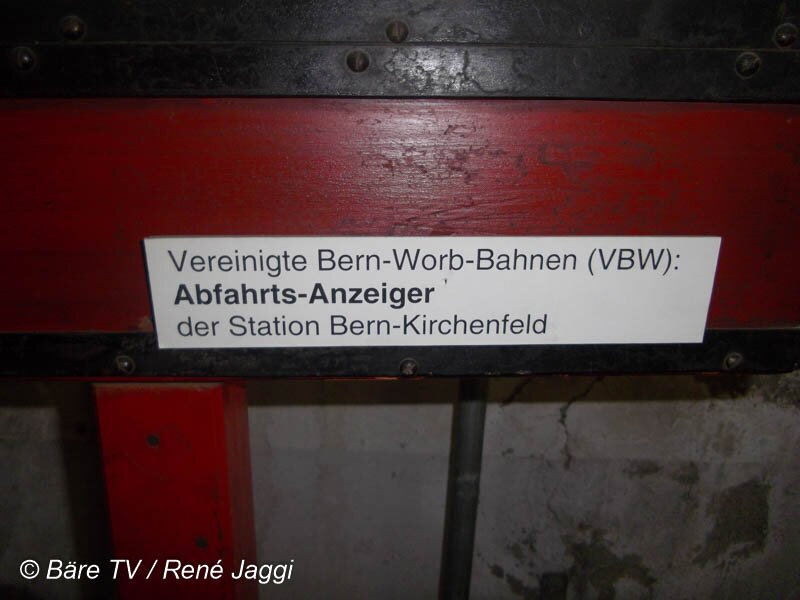 Vereinigte Bern-Worb-Bahnen (VBW):
Abfahrts-Anzeiger
der Station Bern-Kirchenfeld
© Bäre TV / René Jaggi